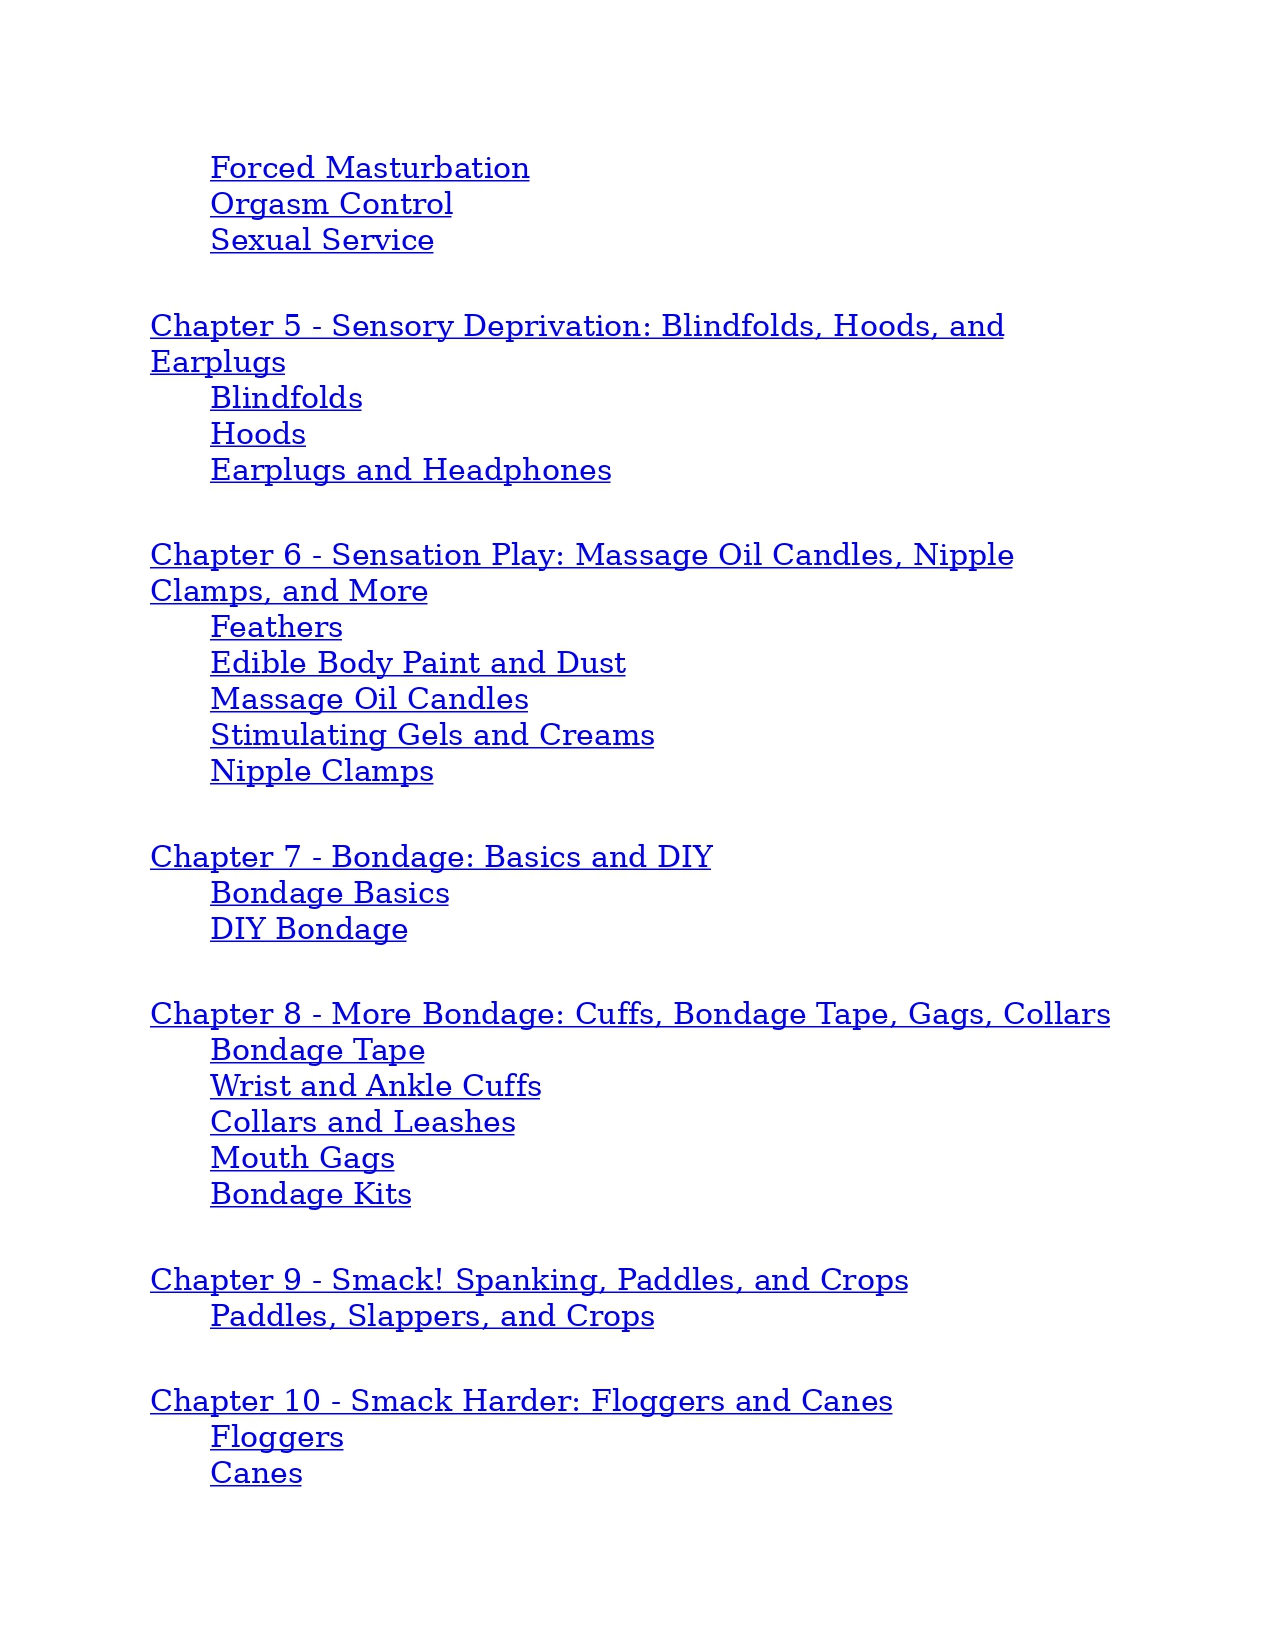 Forced Masturbation
Orgasm Control
Sexual Service
Chapter 5 - Sensory Deprivation: Blindfolds, Hoods, and
Earplugs
Blindfolds
Hoods
Earplugs and Headphones
Chapter 6 - Sensation Play: Massage Oil Candles, Nipple
Clamps, and More
Feathers
Edible Body Paint and Dust
Massage Oil Candles
Stimulating Gels and Creams
Nipple Clamps
Chapter 7 - Bondage: Basics and DIY
Bondage Basics
DIY Bondage
Chapter 8 - More Bondage: Cuffs, Bondage Tape, Gags, Collars
Bondage Tape
Wrist and Ankle Cuffs
Collars and Leashes
Mouth Gags
Bondage Kits
Chapter 9 - Smack! Spanking, Paddles, and Crops
Paddles, Slappers, and Crops
Chapter 10 - Smack Harder: Floggers and Canes
Floggers
Canes